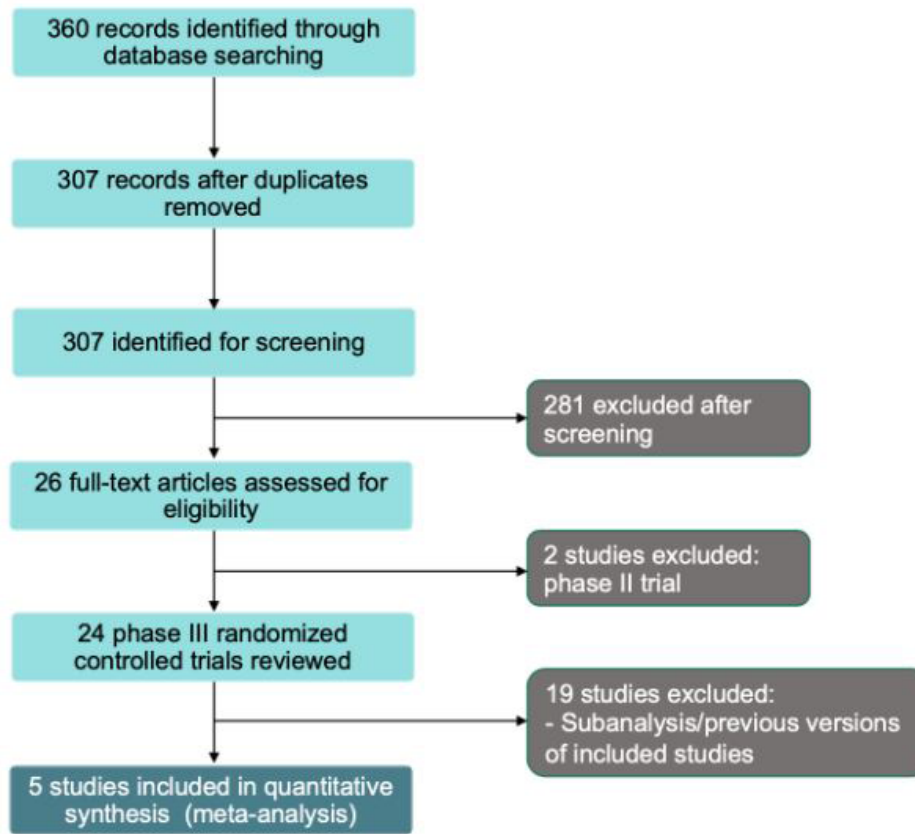 360 records identified through
database searching
307 records after duplicates
removed
307 identified for screening
281 excluded after
screening
26 full-text articles assessed for
eligibility
2 studies excluded:
phase II trial
24 phase III randomized
controlled trials reviewed
19 studies excluded:
- Subanalysis/previous versions
of included studies
5 studies included in quantitative
synthesis (meta-analysis)